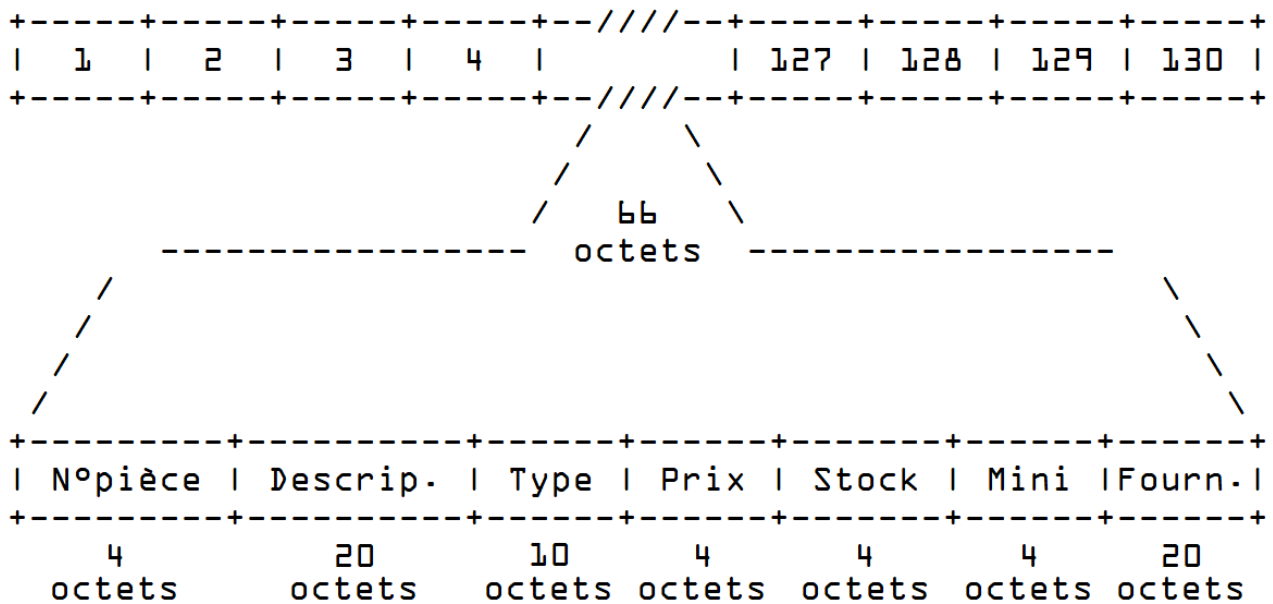 +-----+-----+-----+-----+--////--+-----+-----+-----+-----+
|  1  |  2  |  3  |  4  |        | 127 | 128 | 129 | 130 |
+-----+-----+-----+-----+--////--+-----+-----+-----+-----+
/ \
/ \
/ 66 \
----------------- octets -----------------
/ \
/ \
/ \
/ \
+---------+----------+------+------+-------+------+------+
| N°pièce | Descrip. | Type | Prix | Stock | Mini |Fourn.|
+---------+----------+------+------+-------+------+------+
4 20 10 4 4 4 20
octets octets octets octets octets octets octets